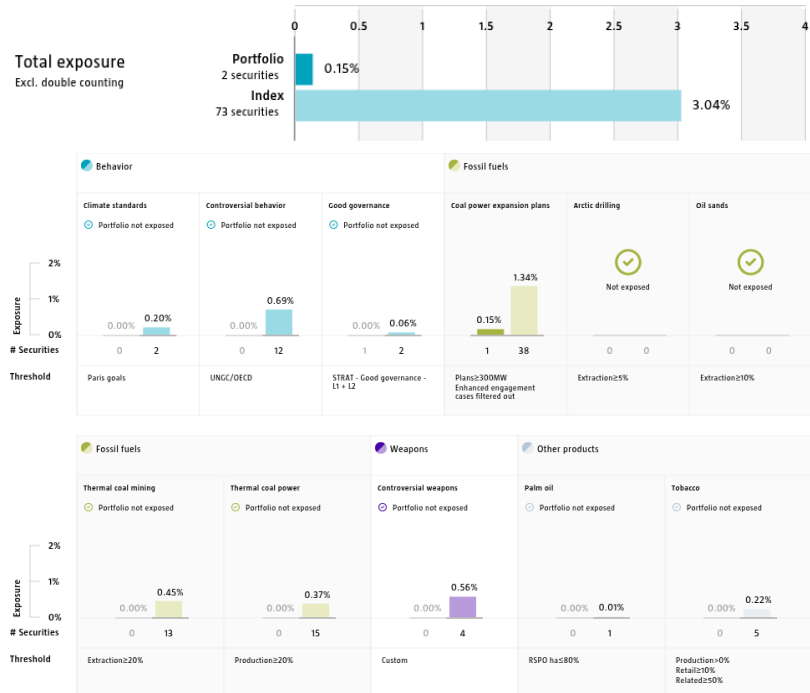 0 0.5 1 1.5 2 2.5 3 3.5 4
Total exposure
Excl. double counting
Portfolio
2 securities
0.15%
Index
73 securities
3.04%
Behavior
Fossil fuels
Climate standards
Controversial behavior
Good governance
Coal power expansion plans
Arctic drilling
Oil sands
Portfolio not exposed
Portfolio not exposed
Portfolio not exposed
Not exposed
Not exposed
Exposure
2%
1%
0%
0.00% 0.20%
0.00% 0.69%
0.00% 0.06%
0.15% 1.34%
# Securities
0 2
0 12
1 2
1 38
0 0
0 0
Threshold
Paris goals
UNGC/OECD
STRAT - Good governance -
L1 + L2
Plans≥300MW
Enhanced engagement
cases filtered out
Extraction≥5%
Extraction≥10%
Fossil fuels
Weapons
Other products
Thermal coal mining
Thermal coal power
Controversial weapons
Palm oil
Tobacco
Portfolio not exposed
Portfolio not exposed
Portfolio not exposed
Portfolio not exposed
Portfolio not exposed
Exposure
2%
1%
0%
0.00% 0.45%
0.00% 0.37%
0.00% 0.56%
0.00% 0.01%
0.00% 0.22%
# Securities
0 13
0 15
0 4
0 1
0 5
Threshold
Extraction≥20%
Production≥20%
Custom
RSPO ha≤80%
Production>0%
Retail≥10%
Related≥50%